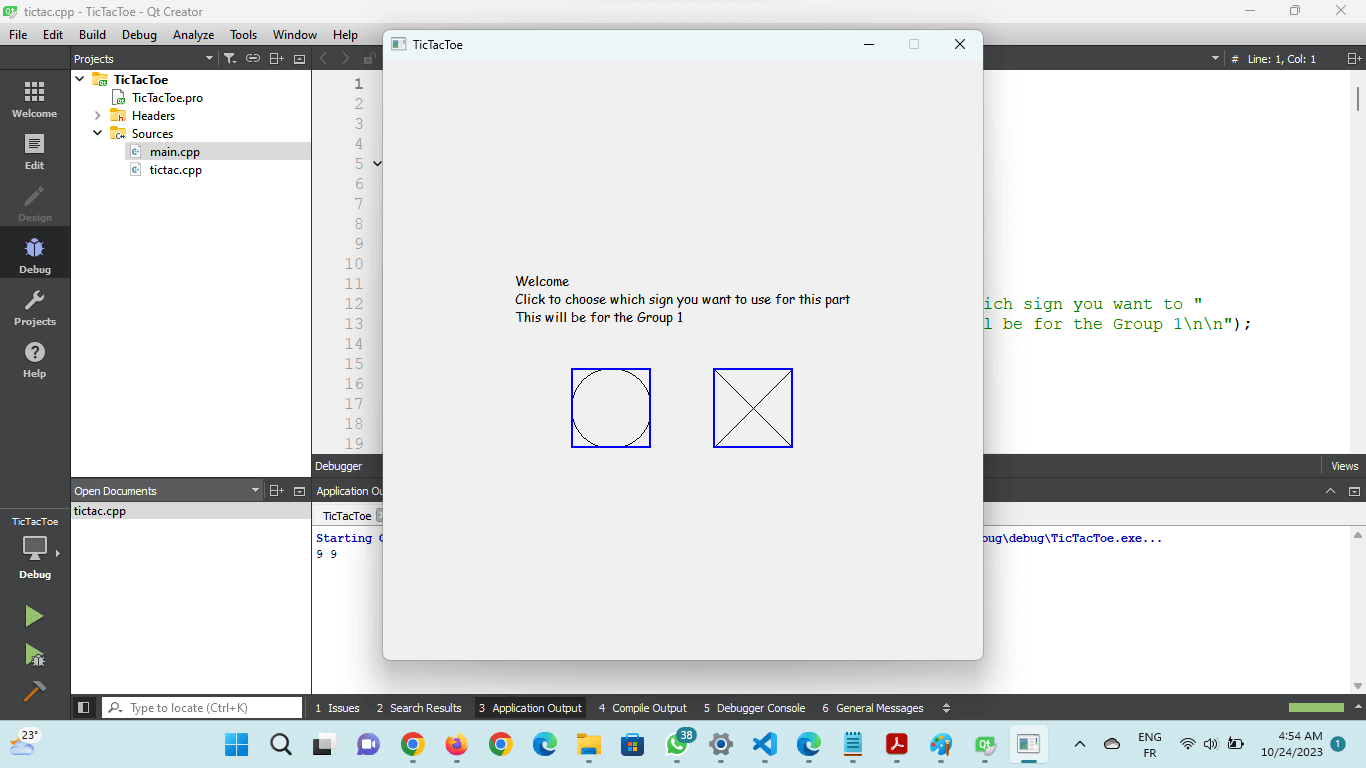 tictac.cpp - TicTacToe - Qt Creator
File Edit Build Debug Analyze Tools Window Help
TicTacToe
Projects
# Line: 1, Col: 1
Welcome
Edit
Design
Debug
Projects
Help
TicTacToe
TicTacToe.pro
Headers
Sources
main.cpp
tictac.cpp
1
2
3
4
5
6
7
8
9
10
11
12
13
14
15
16
17
18
19
ich sign you want to "
l be for the Group 1\n\n");
Welcome
Click to choose which sign you want to use for this part
This will be for the Group 1
Debugger
Views
Open Documents
tictac.cpp
Application Ou
TicTacToe
Starting
bug\debug\TicTacToe.exe...
9 9
TicTacToe
Debug
Type to locate (Ctrl+K)
1 Issues 2 Search Results 3 Application Output 4 Compile Output 5 Debugger Console 6 General Messages
23°
38
ENG
FR
4:54 AM
10/24/2023
1